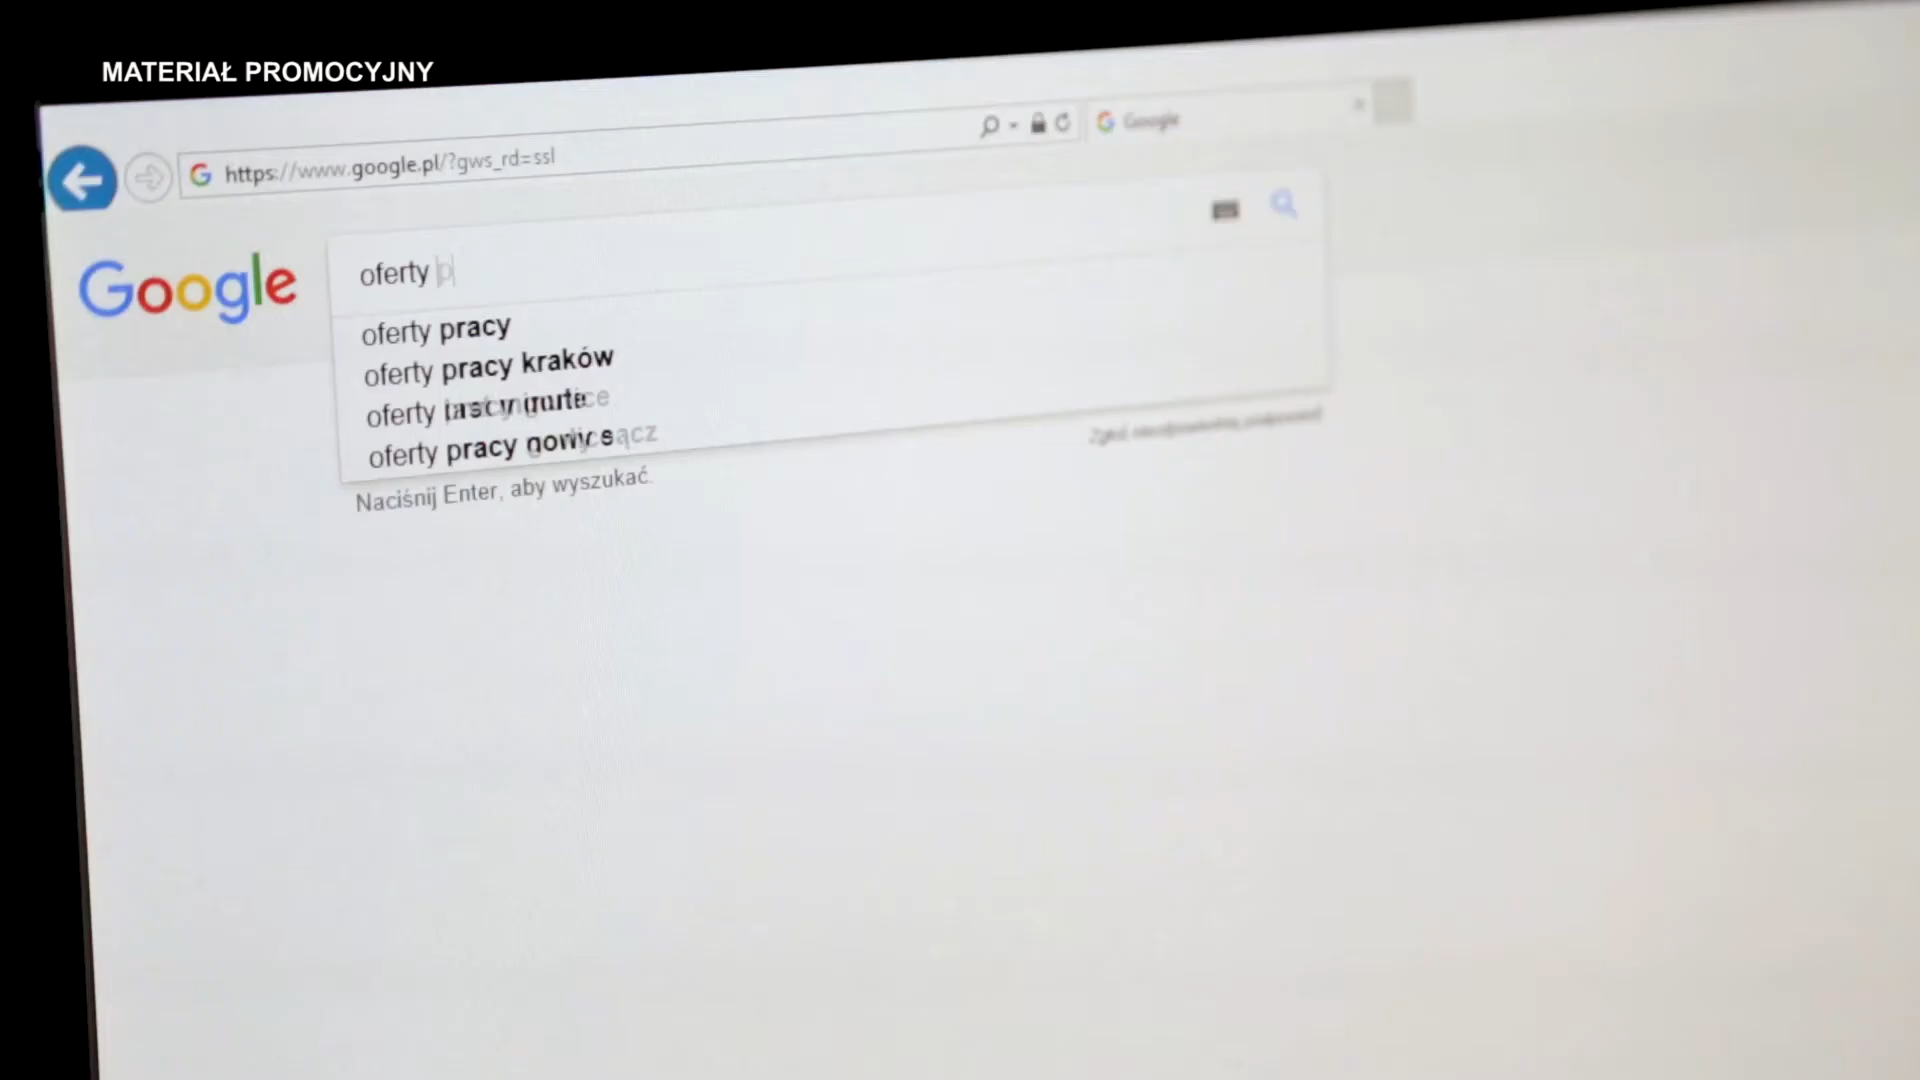 MATERIAŁ PROMOCYJNY
https://www.google.pl/?gws_rd=ssl
Google
Google
oferty p
oferty pracy
oferty pracy kraków
oferty
oferty pracy
Naciśnij Enter, aby wyszukać.